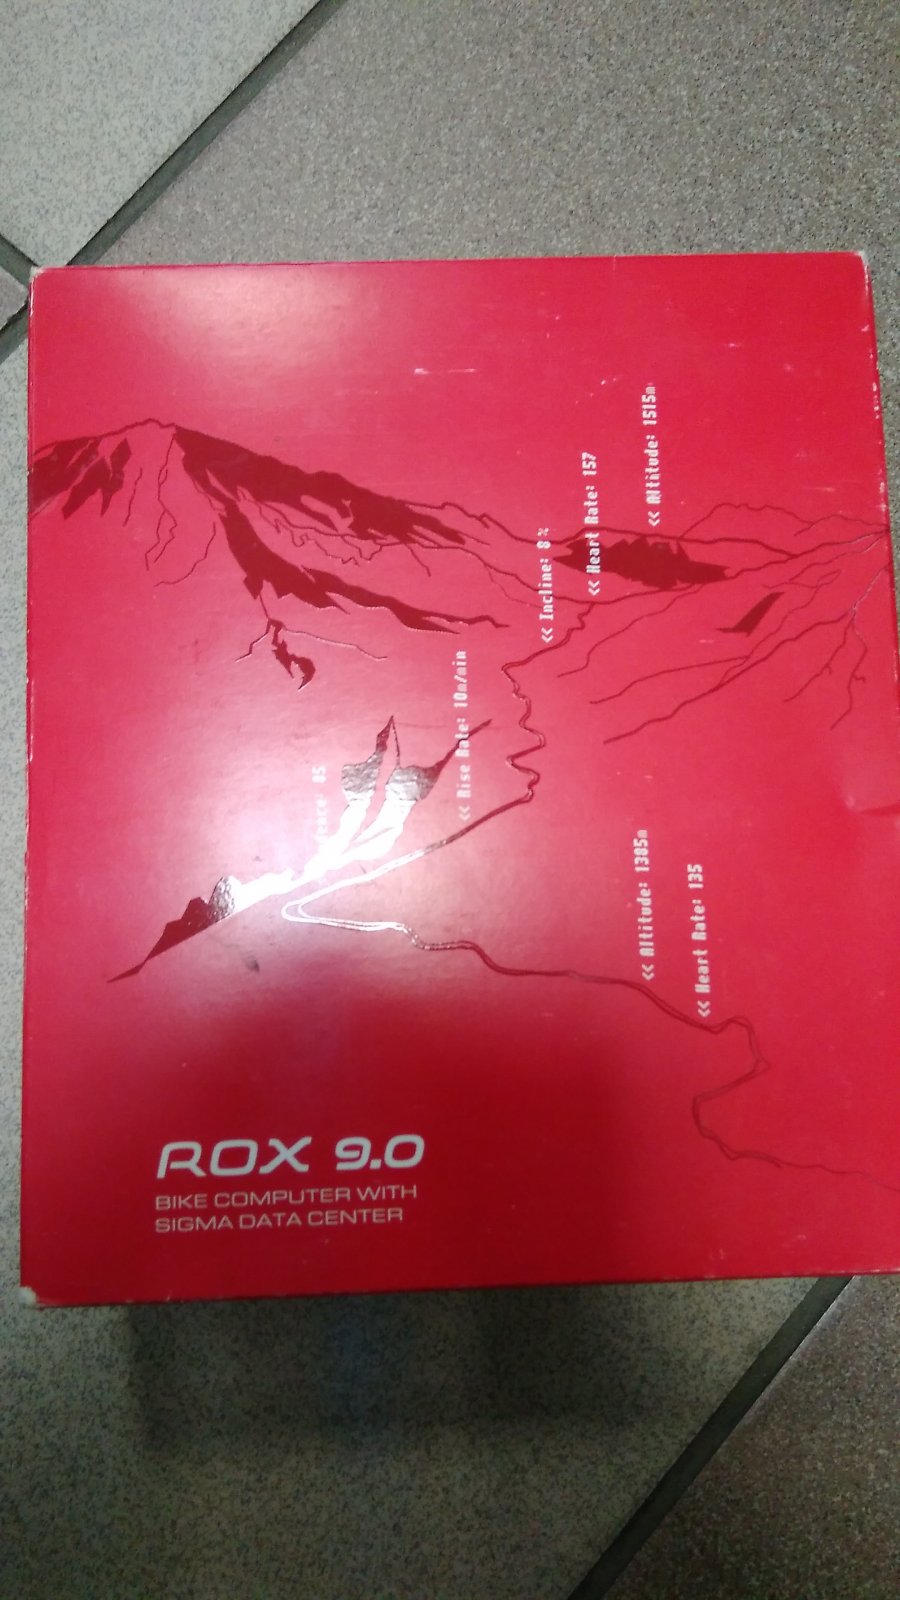 << Altitude: 1515m
<< Heart Rate: 157
<< Incline: 8%
<< Rise Rate: 10m/min
85
<< Altitude: 1385m
<< Heart Rate: 135
ROX 9.0
BIKE COMPUTER WITH
SIGMA DATA CENTER